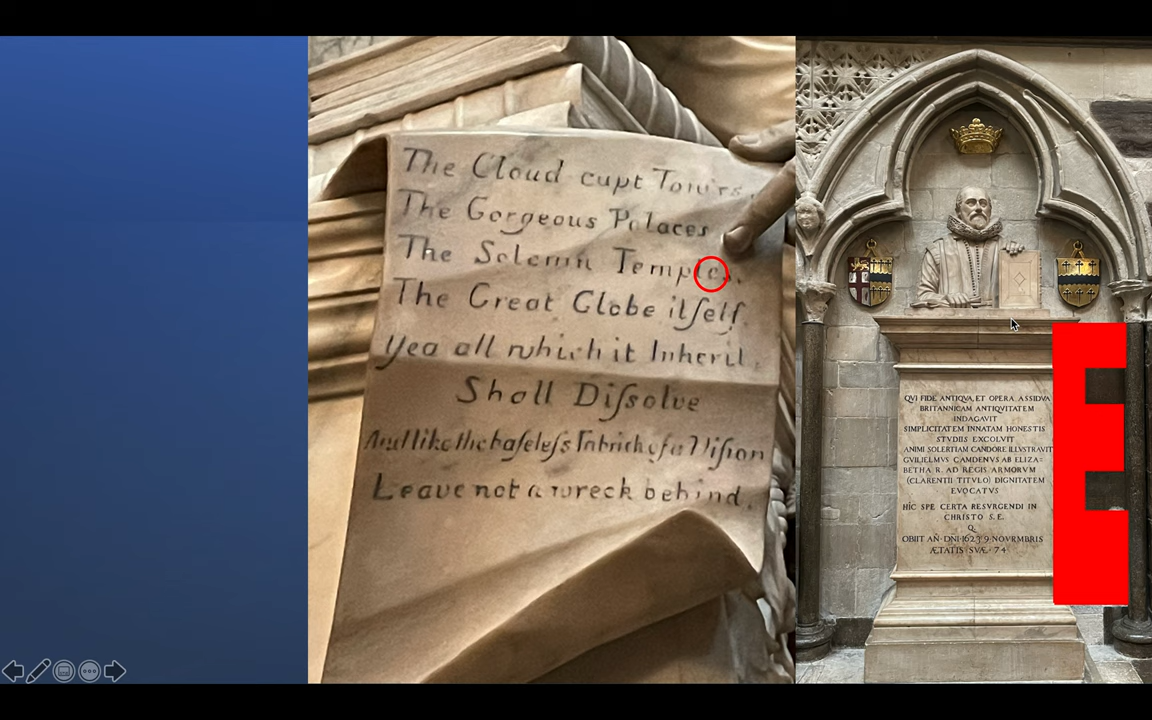 The Cloud cupt Tow'rs,
The Gorgeous Palaces
The Solemn Temples,
The Great Globe itſelf,
Yea all which it Inherit,
Shall Diſsolve
And like the baſeleſs Fabrick of a Viſion
Leave not a wreck behind.
QVI FIDE ANTIQVA, ET OPERA ASSIDVA
BRITANNICAM ANTIQVITATEM
INDAGAVIT
SIMPLICITATEM INNATAM HONESTIS
STVDIIS EXCOLVIT
ANIMI SOLERTIAM CANDORE ILLVSTRAVIT
GVILIELMVS CAMDENVS AB ELIZA=
BETHA R. AD REGIS ARMORVM
(CLARENTII TITVLO) DIGNITATEM
EVOCATVS
HIC SPE CERTA RESVRGENDI IN
CHRISTO S.E.
Q.
OBIIT AN̄. DN̄I 1623. 9. NOVRMBRIS
ÆTATIS SVÆ. 74.
E